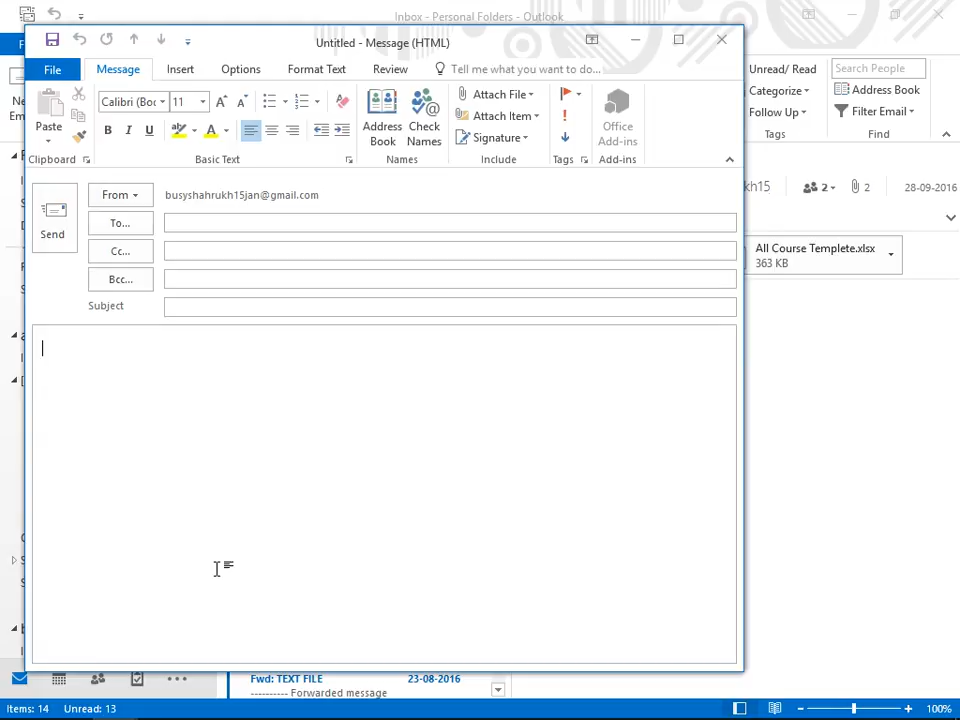 Inbox - Personal Folders - Outlook
Untitled - Message (HTML)
File Message Insert Options Format Text Review Tell me what you want to do...
Unread/ Read
Search People
Calibri (Boc 11
Attach File
Categorize
Address Book
Paste
Address Book
Check Names
Attach Item
Office Add-ins
Follow Up
Filter Email
B I U
Signature
Clipboard Basic Text Names Include Tags Add-ins
Tags Find
From busyshahrukh15jan@gmail.com
2 2 28-09-2016
Send
To...
Cc...
All Course Templete.xlsx
363 KB
Bcc...
Subject
Fwd: TEXT FILE 23-08-2016
---------- Forwarded message
Items: 14 Unread: 13 100%